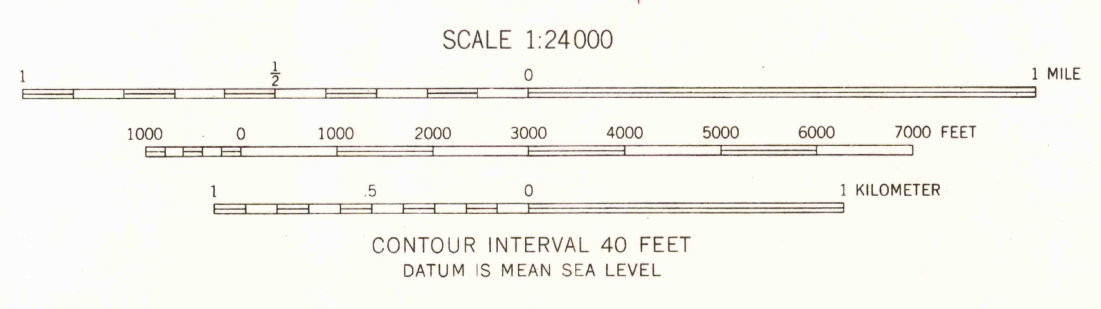 SCALE 1:24000
1 ½ 0 1 MILE
1000 0 1000 2000 3000 4000 5000 6000 7000 FEET
1 .5 0 1 KILOMETER
CONTOUR INTERVAL 40 FEET
DATUM IS MEAN SEA LEVEL